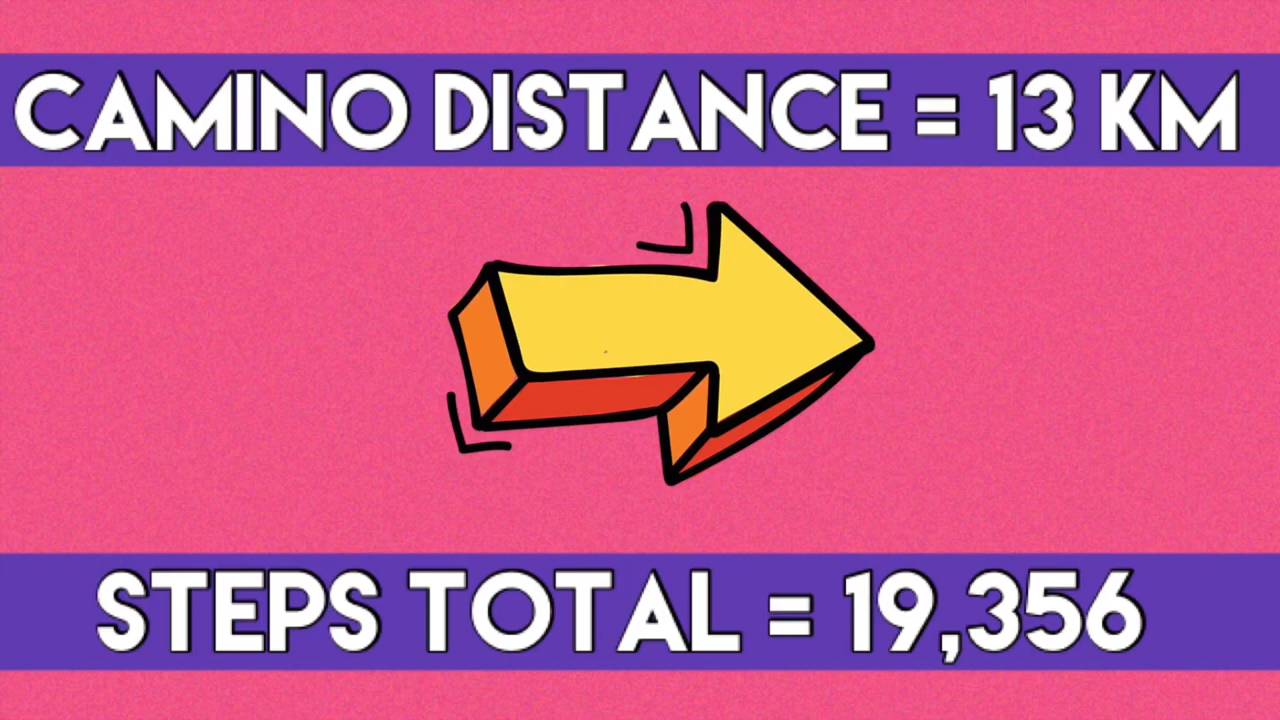 CAMINO DISTANCE = 13 KM
STEPS TOTAL = 19,356